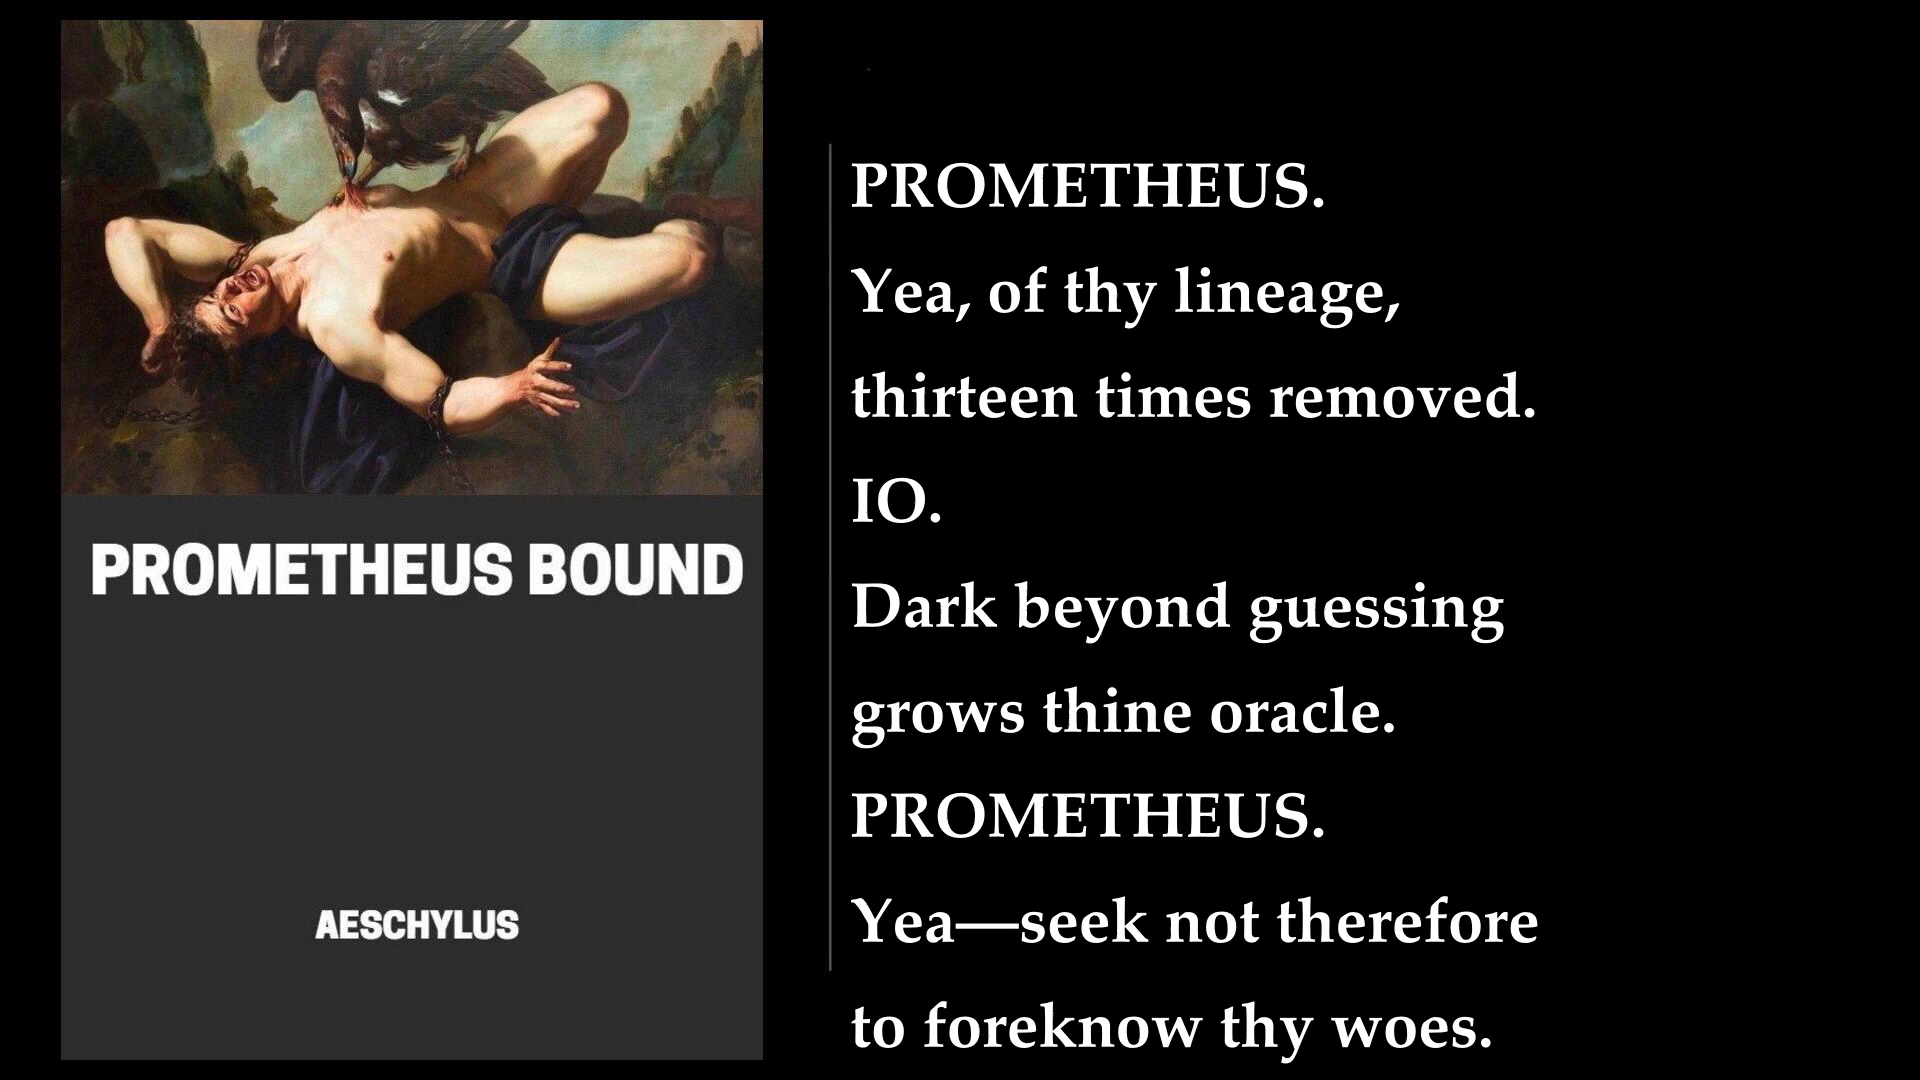 PROMETHEUS BOUND
AESCHYLUS
PROMETHEUS.
Yea, of thy lineage,
thirteen times removed.
IO.
Dark beyond guessing
grows thine oracle.
PROMETHEUS.
Yea—seek not therefore
to foreknow thy woes.